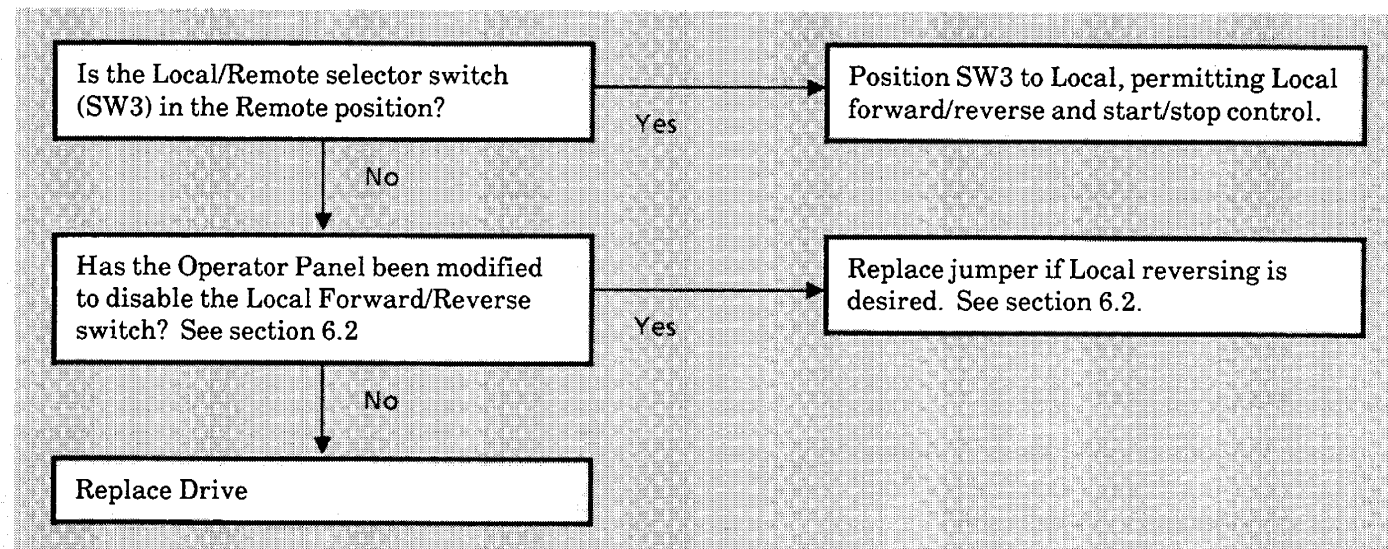 Is the Local/Remote selector switch
(SW3) in the Remote position?
Yes
Position SW3 to Local, permitting Local
forward/reverse and start/stop control.
No
Has the Operator Panel been modified
to disable the Local Forward/Reverse
switch? See section 6.2
Yes
Replace jumper if Local reversing is
desired. See section 6.2.
No
Replace Drive